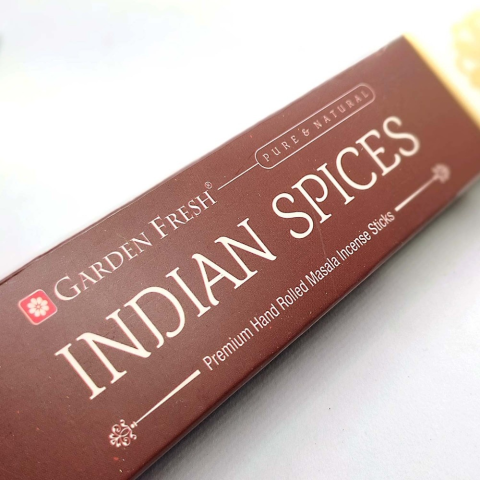 PURE & NATURAL
GARDEN FRESH®
INDIAN SPICES
Premium Hand Rolled Masala Incense Sticks